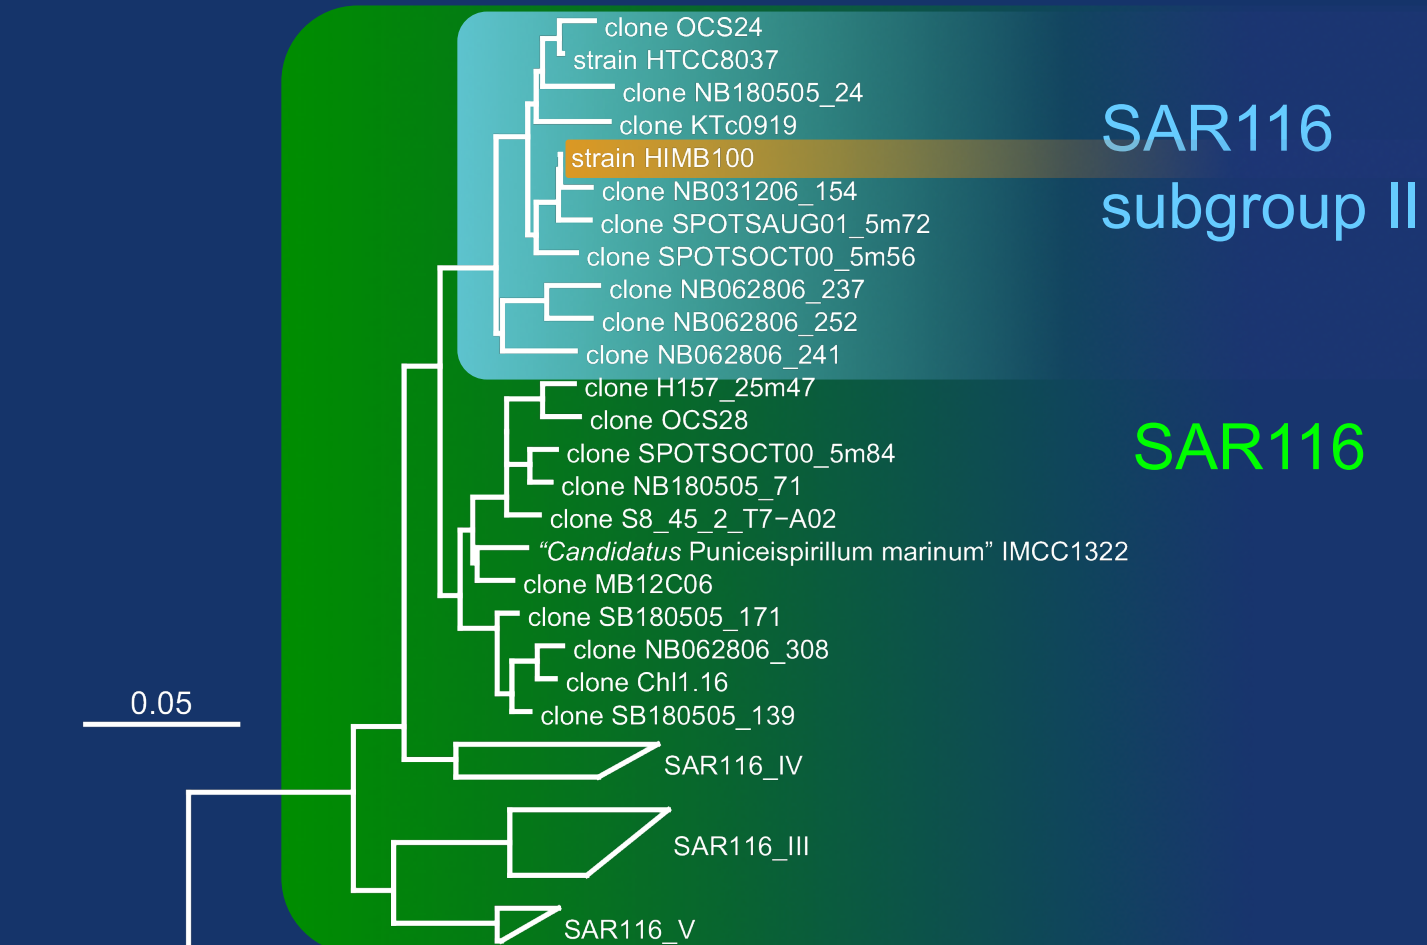 clone OCS24
strain HTCC8037
clone NB180505_24
clone KTc0919
SAR116
strain HIMB100
clone NB031206_154
subgroup II
clone SPOTSAUG01_5m72
clone SPOTSOCT00_5m56
clone NB062806_237
clone NB062806_252
clone NB062806_241
clone H157_25m47
clone OCS28
SAR116
clone SPOTSOCT00_5m84
clone NB180505_71
clone S8_45_2_T7−A02
“Candidatus Puniceispirillum marinum” IMCC1322
clone MB12C06
clone SB180505_171
clone NB062806_308
clone Chl1.16
0.05
clone SB180505_139
SAR116_IV
SAR116_III
SAR116_V